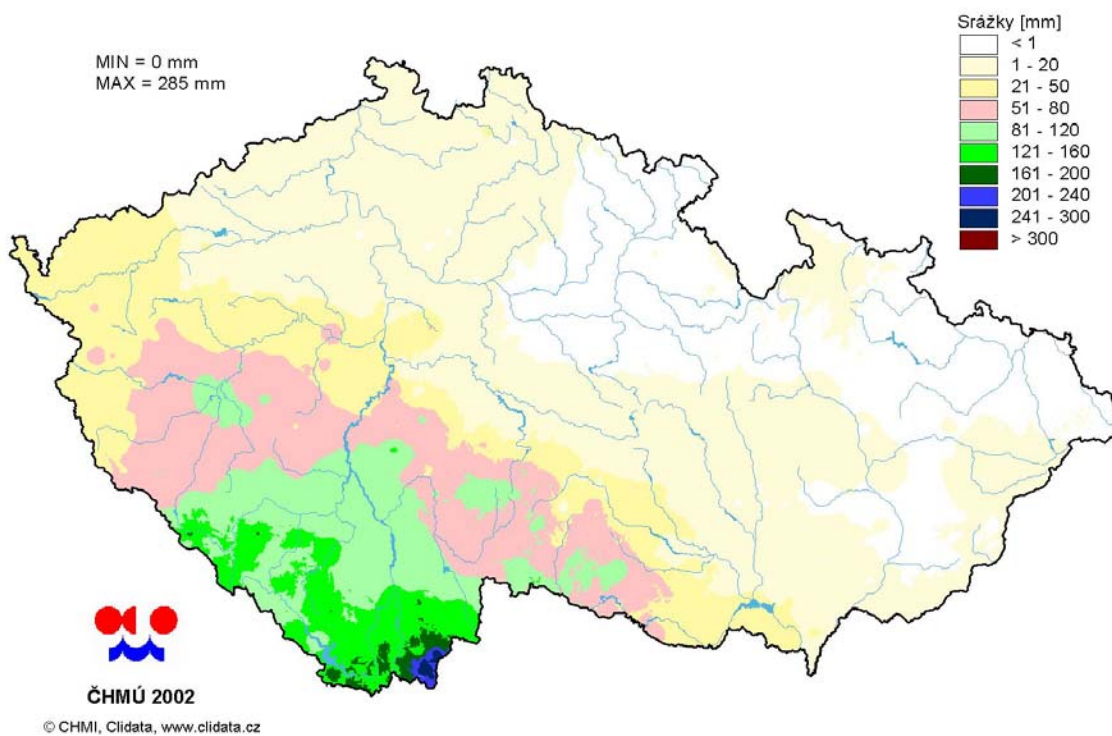 MIN = 0 mm
MAX = 285 mm
Srážky [mm]
< 1
1 - 20
21 - 50
51 - 80
81 - 120
121 - 160
161 - 200
201 - 240
241 - 300
> 300
ČHMÚ 2002
© CHMI, Clidata, www.clidata.cz